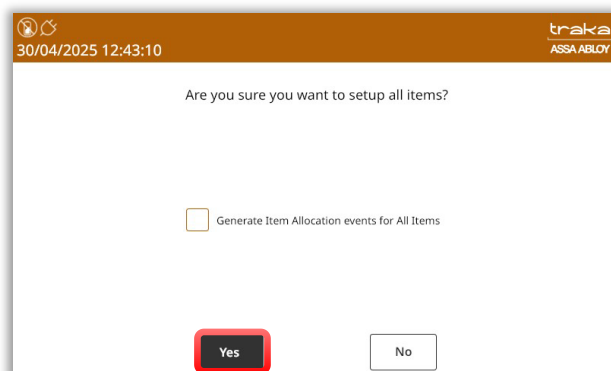 traka
30/04/2025 12:43:10
ASSA ABLOY
Are you sure you want to setup all items?
Generate Item Allocation events for All Items
Yes
No